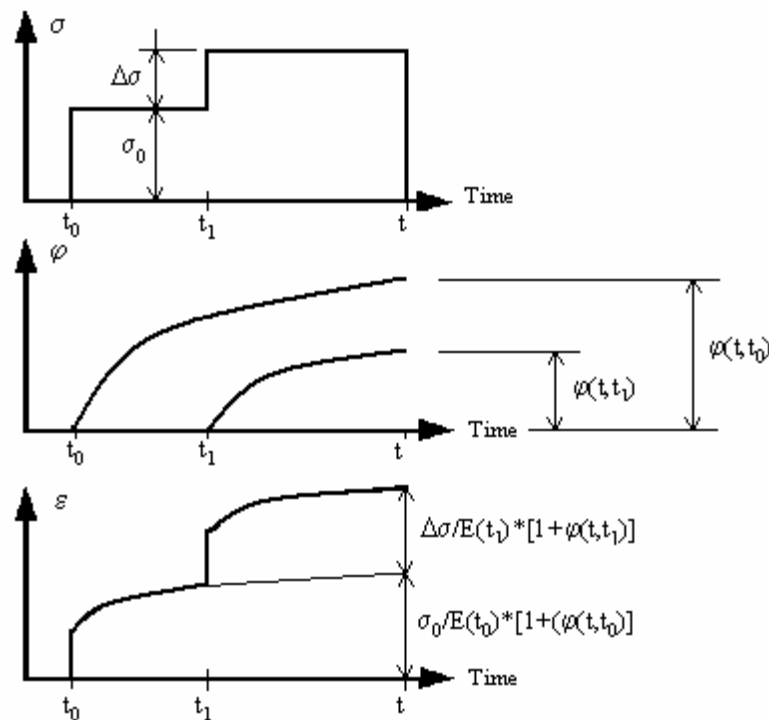 σ
Δσ
σ₀
Time
t₀ t₁ t
φ
φ(t,t₀)
φ(t,t₁)
Time
t₀ t₁ t
ε
Δσ/E(t₁)*[1+φ(t,t₁)]
σ₀/E(t₀)*[1+(φ(t,t₀)]
Time
t₀ t₁ t